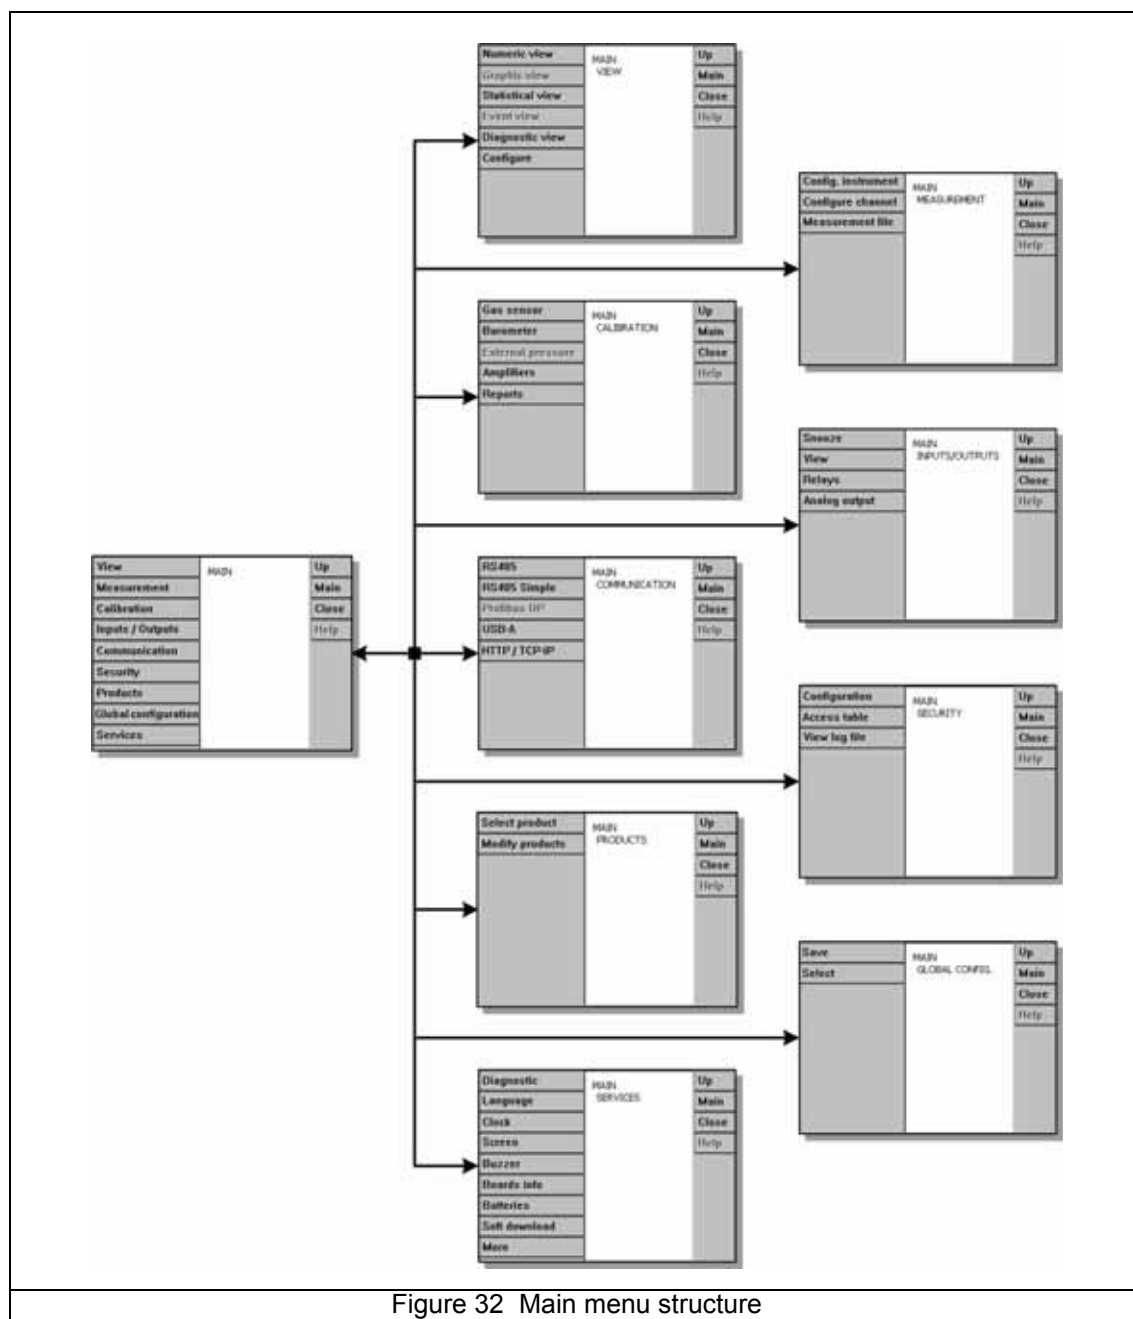 Numeric view
Graphic view
Statistical view
Event view
Diagnostic view
Configure
MAIN
VIEW
Up
Main
Close
Help
Config. instrument
Configure channel
Measurement file
MAIN
MEASUREMENT
Up
Main
Close
Help
Gas sensor
Barometer
External pressure
Amplifiers
Reports
MAIN
CALIBRATION
Up
Main
Close
Help
Snooze
View
Relays
Analog output
MAIN
INPUTS/OUTPUTS
Up
Main
Close
Help
View
Measurement
Calibration
Inputs / Outputs
Communication
Security
Products
Global configuration
Services
MAIN
Up
Main
Close
Help
RS485
RS485 Simple
Profibus DP
USB-A
HTTP / TCP-IP
MAIN
COMMUNICATION
Up
Main
Close
Help
Configuration
Access table
View log file
MAIN
SECURITY
Up
Main
Close
Help
Select product
Modify products
MAIN
PRODUCTS
Up
Main
Close
Help
Save
Select
MAIN
GLOBAL CONFIG.
Up
Main
Close
Help
Diagnostic
Language
Clock
Screen
Buzzer
Boards info
Batteries
Soft download
More
MAIN
SERVICES
Up
Main
Close
Help
Figure 32 Main menu structure